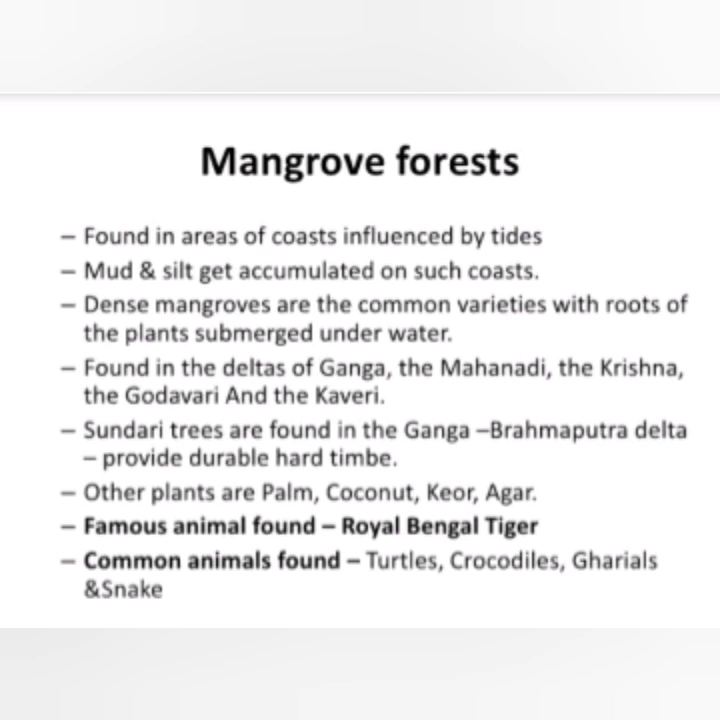 Mangrove forests
– Found in areas of coasts influenced by tides
– Mud & silt get accumulated on such coasts.
– Dense mangroves are the common varieties with roots of
the plants submerged under water.
– Found in the deltas of Ganga, the Mahanadi, the Krishna,
the Godavari And the Kaveri.
– Sundari trees are found in the Ganga –Brahmaputra delta
– provide durable hard timbe.
– Other plants are Palm, Coconut, Keor, Agar.
– Famous animal found – Royal Bengal Tiger
– Common animals found – Turtles, Crocodiles, Gharials
&Snake